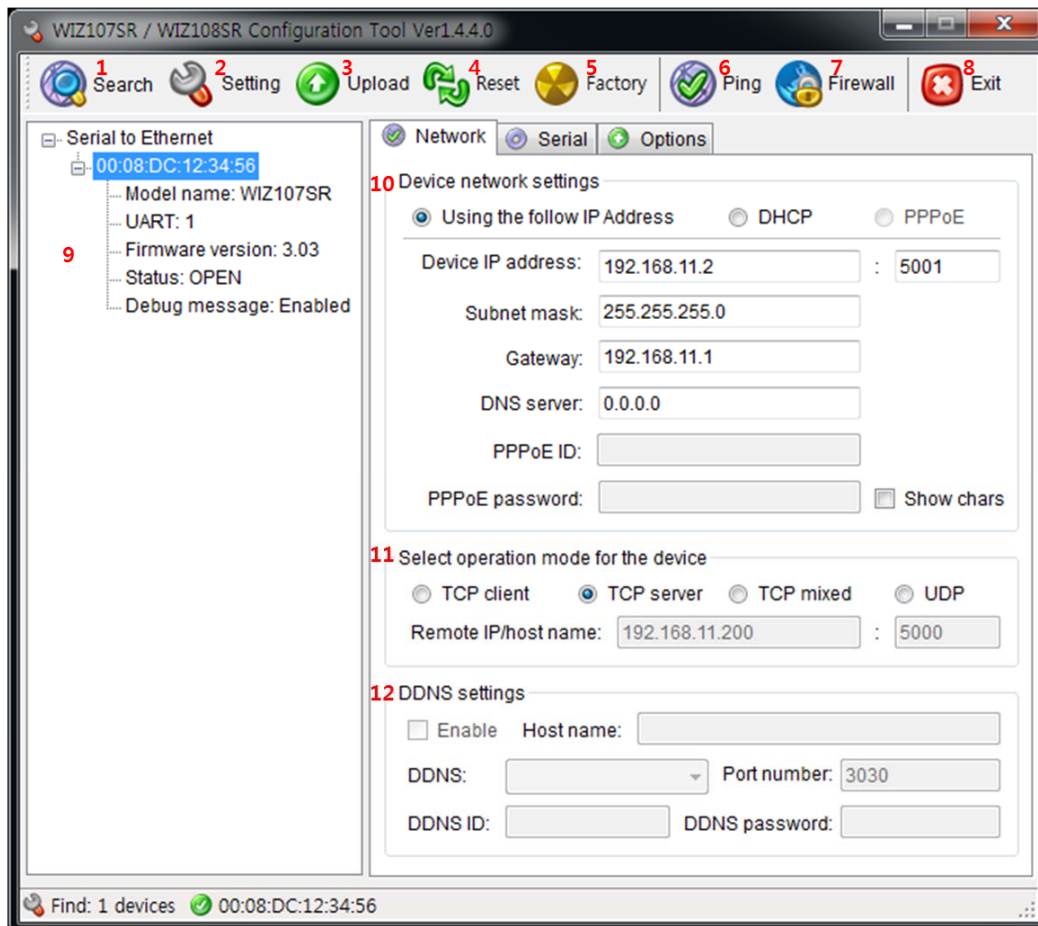 WIZ107SR / WIZ108SR Configuration Tool Ver1.4.4.0
1 Search 2 Setting 3 Upload 4 Reset 5 Factory 6 Ping 7 Firewall 8 Exit
Serial to Ethernet
00:08:DC:12:34:56
Model name: WIZ107SR
UART: 1
9
Firmware version: 3.03
Status: OPEN
Debug message: Enabled
Network Serial Options
10 Device network settings
Using the follow IP Address DHCP PPPoE
Device IP address: 192.168.11.2 : 5001
Subnet mask: 255.255.255.0
Gateway: 192.168.11.1
DNS server: 0.0.0.0
PPPoE ID:
PPPoE password: Show chars
11 Select operation mode for the device
TCP client TCP server TCP mixed UDP
Remote IP/host name: 192.168.11.200 : 5000
12 DDNS settings
Enable Host name:
DDNS: Port number: 3030
DDNS ID: DDNS password:
Find: 1 devices 00:08:DC:12:34:56